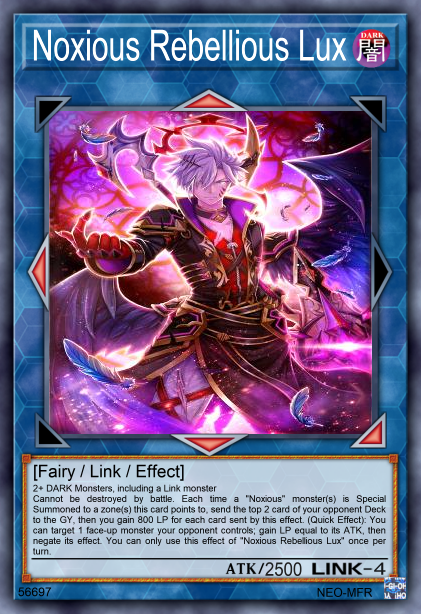 Noxious Rebellious Lux
DARK
闇
[Fairy / Link / Effect]
2+ DARK Monsters, including a Link monster
Cannot be destroyed by battle. Each time a "Noxious" monster(s) is Special
Summoned to a zone(s) this card points to, send the top 2 card of your opponent Deck
to the GY, then you gain 800 LP for each card sent by this effect. (Quick Effect): You
can target 1 face-up monster your opponents controls; gain LP equal to its ATK, then
negate its effect. You can only use this effect of "Noxious Rebellious Lux" once per
turn.
ATK/2500 LINK-4
56697
NEO-MFR